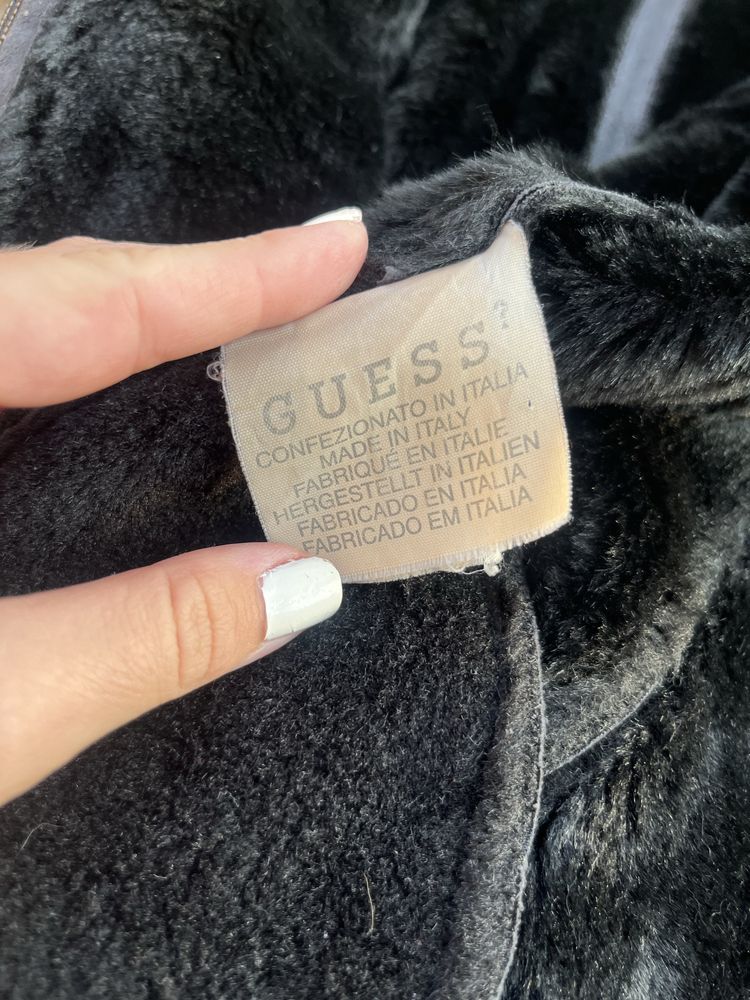 GUESS?
CONFEZIONATO IN ITALIA
MADE IN ITALY
FABRIQUÉ EN ITALIE
HERGESTELLT IN ITALIEN
FABRICADO EN ITALIA
FABRICADO EM ITALIA